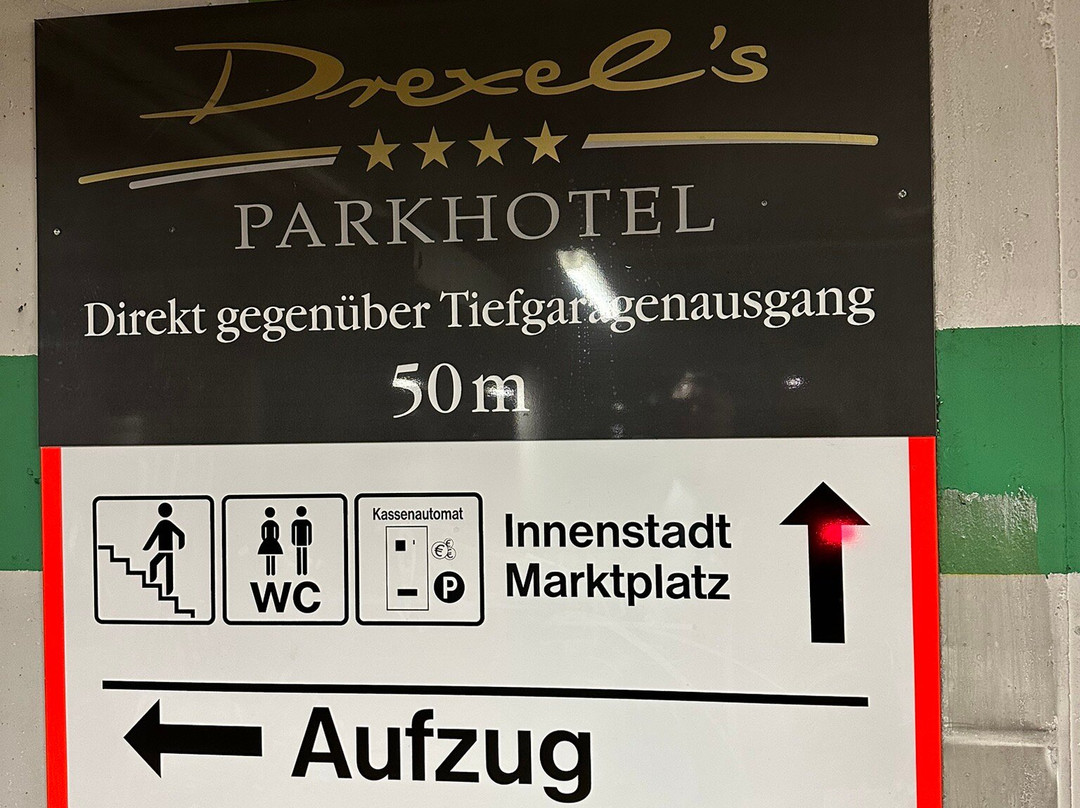 Drexel's
PARKHOTEL
Direkt gegenüber Tiefgaragenausgang
50 m
Kassenautomat
€ € €
P
WC
Innenstadt
Marktplatz
Aufzug